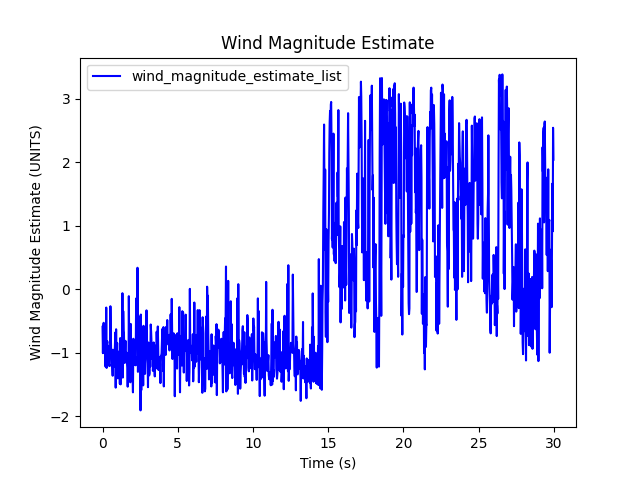 Wind Magnitude Estimate
wind_magnitude_estimate_list
Wind Magnitude Estimate (UNITS)
3
2
1
0
−1
−2
0 5 10 15 20 25 30
Time (s)